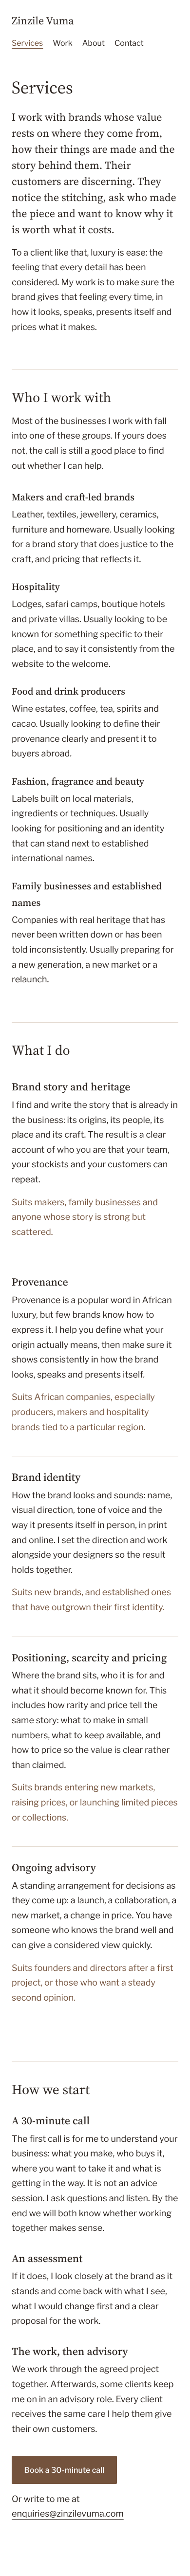 Zinzile Vuma
Services Work About Contact
Services
I work with brands whose value
rests on where they come from,
how their things are made and the
story behind them. Their
customers are discerning. They
notice the stitching, ask who made
the piece and want to know why it
is worth what it costs.
To a client like that, luxury is ease: the
feeling that every detail has been
considered. My work is to make sure the
brand gives that feeling every time, in
how it looks, speaks, presents itself and
prices what it makes.
Who I work with
Most of the businesses I work with fall
into one of these groups. If yours does
not, the call is still a good place to find
out whether I can help.
Makers and craft-led brands
Leather, textiles, jewellery, ceramics,
furniture and homeware. Usually looking
for a brand story that does justice to the
craft, and pricing that reflects it.
Hospitality
Lodges, safari camps, boutique hotels
and private villas. Usually looking to be
known for something specific to their
place, and to say it consistently from the
website to the welcome.
Food and drink producers
Wine estates, coffee, tea, spirits and
cacao. Usually looking to define their
provenance clearly and present it to
buyers abroad.
Fashion, fragrance and beauty
Labels built on local materials,
ingredients or techniques. Usually
looking for positioning and an identity
that can stand next to established
international names.
Family businesses and established
names
Companies with real heritage that has
never been written down or has been
told inconsistently. Usually preparing for
a new generation, a new market or a
relaunch.
What I do
Brand story and heritage
I find and write the story that is already in
the business: its origins, its people, its
place and its craft. The result is a clear
account of who you are that your team,
your stockists and your customers can
repeat.
Suits makers, family businesses and
anyone whose story is strong but
scattered.
Provenance
Provenance is a popular word in African
luxury, but few brands know how to
express it. I help you define what your
origin actually means, then make sure it
shows consistently in how the brand
looks, speaks and presents itself.
Suits African companies, especially
producers, makers and hospitality
brands tied to a particular region.
Brand identity
How the brand looks and sounds: name,
visual direction, tone of voice and the
way it presents itself in person, in print
and online. I set the direction and work
alongside your designers so the result
holds together.
Suits new brands, and established ones
that have outgrown their first identity.
Positioning, scarcity and pricing
Where the brand sits, who it is for and
what it should become known for. This
includes how rarity and price tell the
same story: what to make in small
numbers, what to keep available, and
how to price so the value is clear rather
than claimed.
Suits brands entering new markets,
raising prices, or launching limited pieces
or collections.
Ongoing advisory
A standing arrangement for decisions as
they come up: a launch, a collaboration, a
new market, a change in price. You have
someone who knows the brand well and
can give a considered view quickly.
Suits founders and directors after a first
project, or those who want a steady
second opinion.
How we start
A 30-minute call
The first call is for me to understand your
business: what you make, who buys it,
where you want to take it and what is
getting in the way. It is not an advice
session. I ask questions and listen. By the
end we will both know whether working
together makes sense.
An assessment
If it does, I look closely at the brand as it
stands and come back with what I see,
what I would change first and a clear
proposal for the work.
The work, then advisory
We work through the agreed project
together. Afterwards, some clients keep
me on in an advisory role. Every client
receives the same care I help them give
their own customers.
Book a 30-minute call
Or write to me at
enquiries@zinzilevuma.com